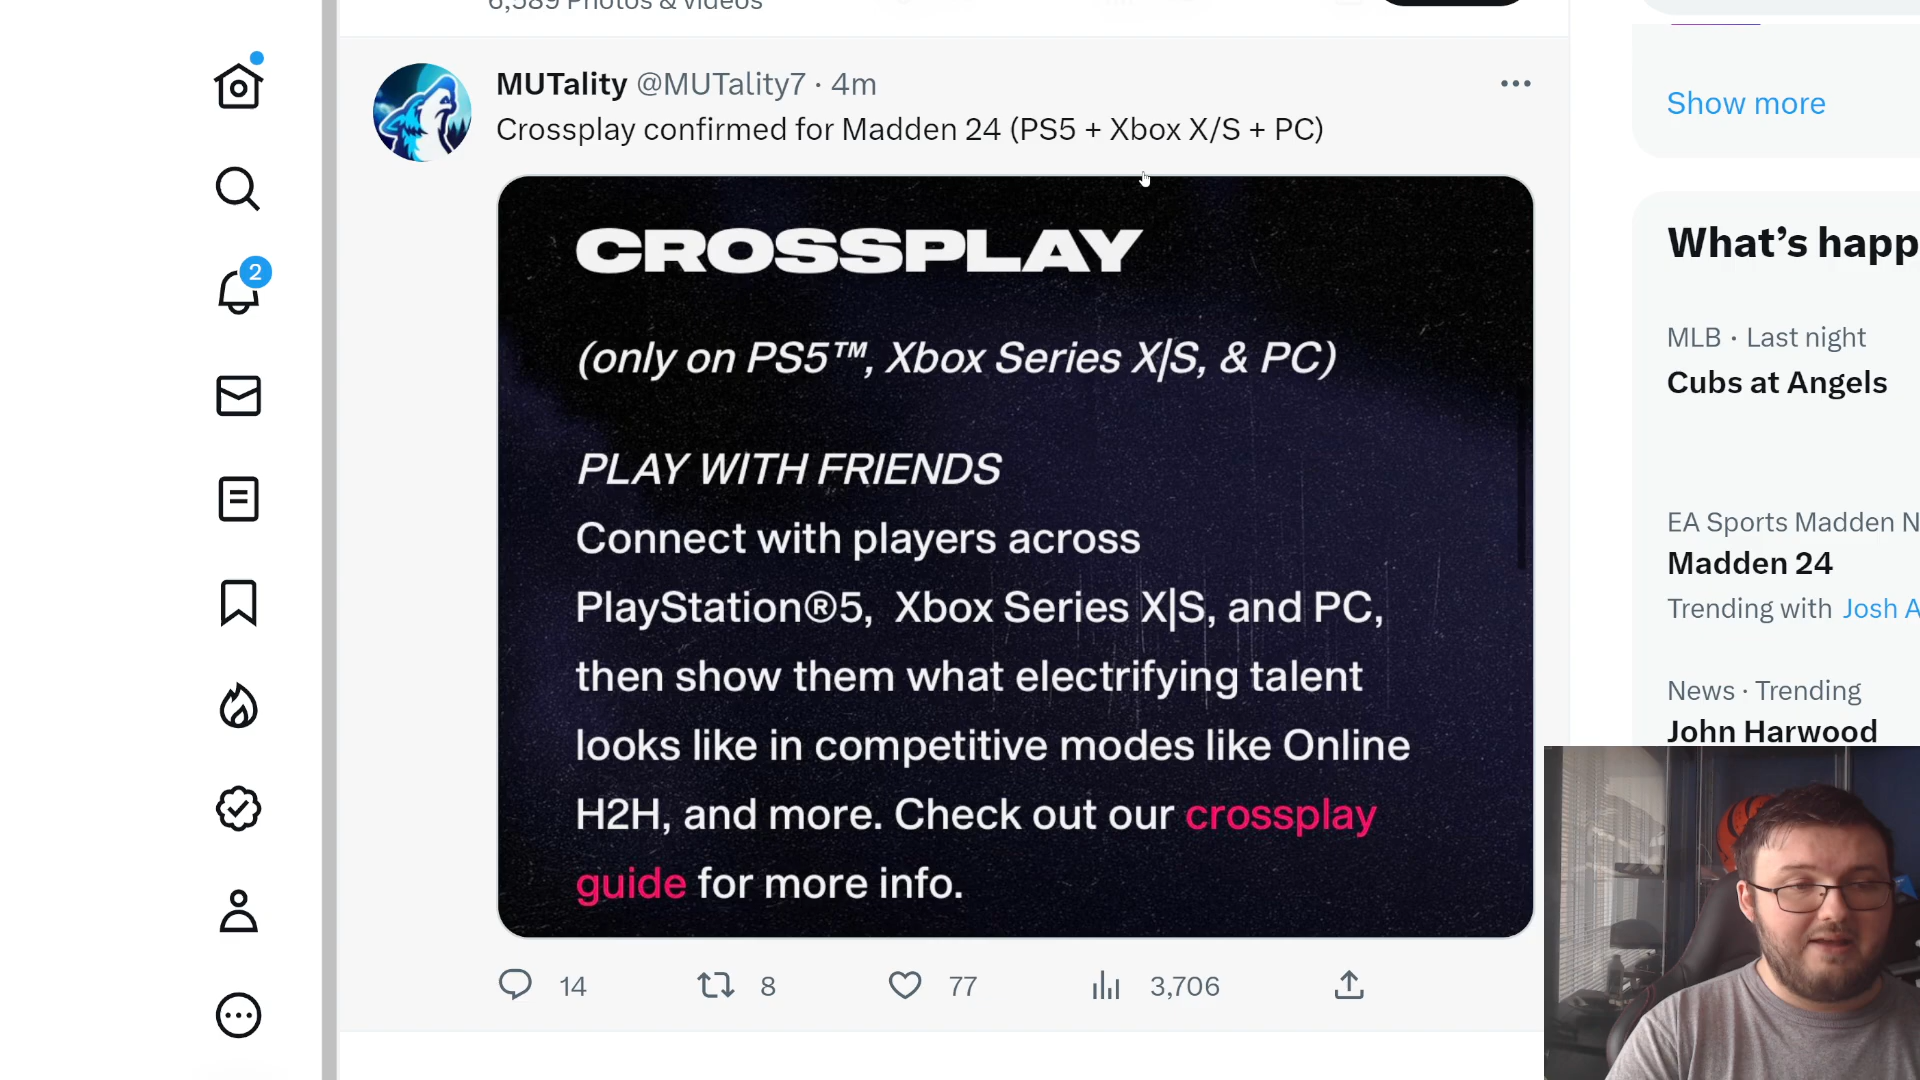 6,589 Photos & videos
MUTality @MUTality7 · 4m
Crossplay confirmed for Madden 24 (PS5 + Xbox X/S + PC)
CROSSPLAY
(only on PS5™, Xbox Series X|S, & PC)
PLAY WITH FRIENDS
Connect with players across
PlayStation®5, Xbox Series X|S, and PC,
then show them what electrifying talent
looks like in competitive modes like Online
H2H, and more. Check out our crossplay
guide for more info.
14 8 77 3,706
2
Show more
What's happ
MLB · Last night
Cubs at Angels
EA Sports Madden N
Madden 24
Trending with Josh A
News · Trending
John Harwood